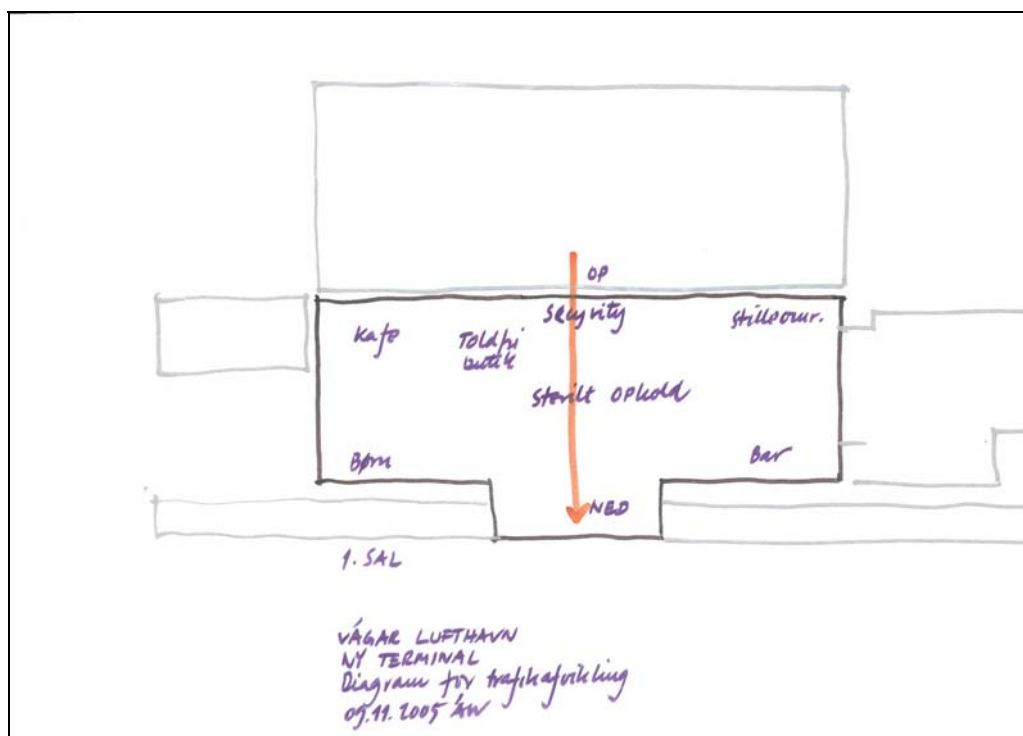 OP
Security
Stilleomr.
Kafe
Toldfri
butik
Sterilt OPhold
Børn
Bar
NED
1. SAL
VÁGAR LUFTHAVN
NY TERMINAL
Diagram for trafikafvikling
09.11.2005 ÁW